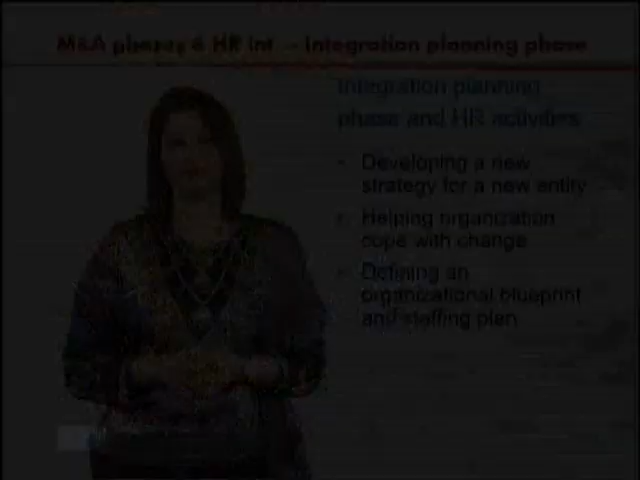 M&A phases & HR Int. – Integration planning phase
Integration planning
phase and HR activities
• Developing a new
strategy for a new entity
• Helping organization
cope with change
• Defining an
organizational blueprint
and staffing plan